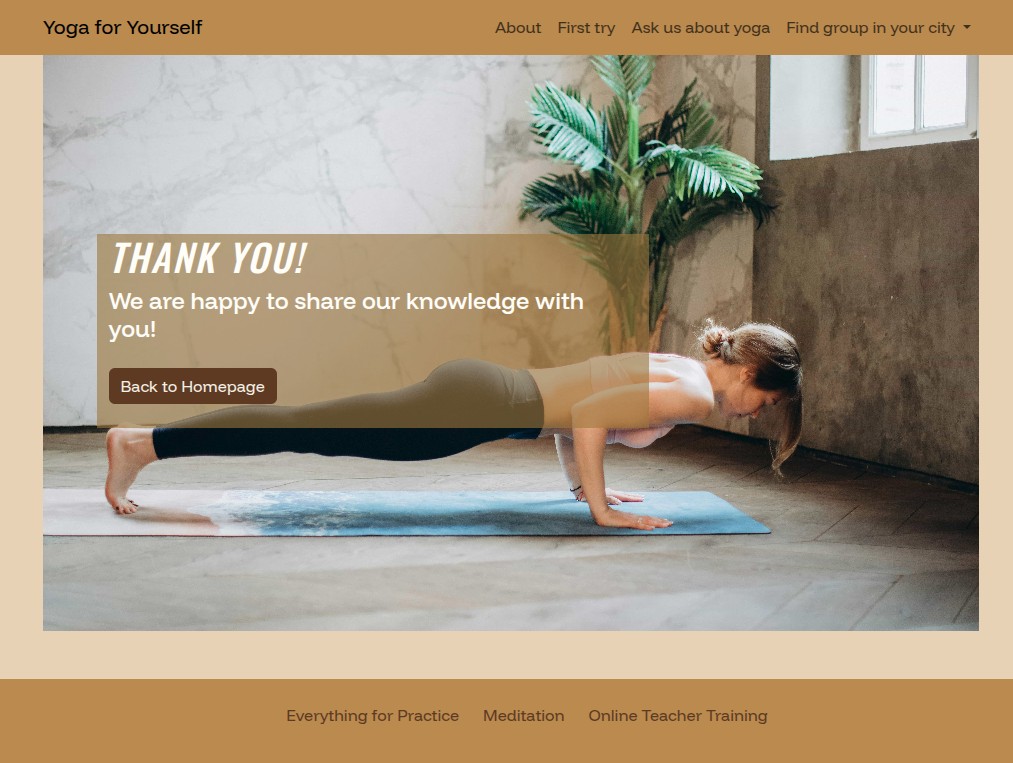 Yoga for Yourself
About First try Ask us about yoga Find group in your city
THANK YOU!
We are happy to share our knowledge with
you!
Back to Homepage
Everything for Practice Meditation Online Teacher Training